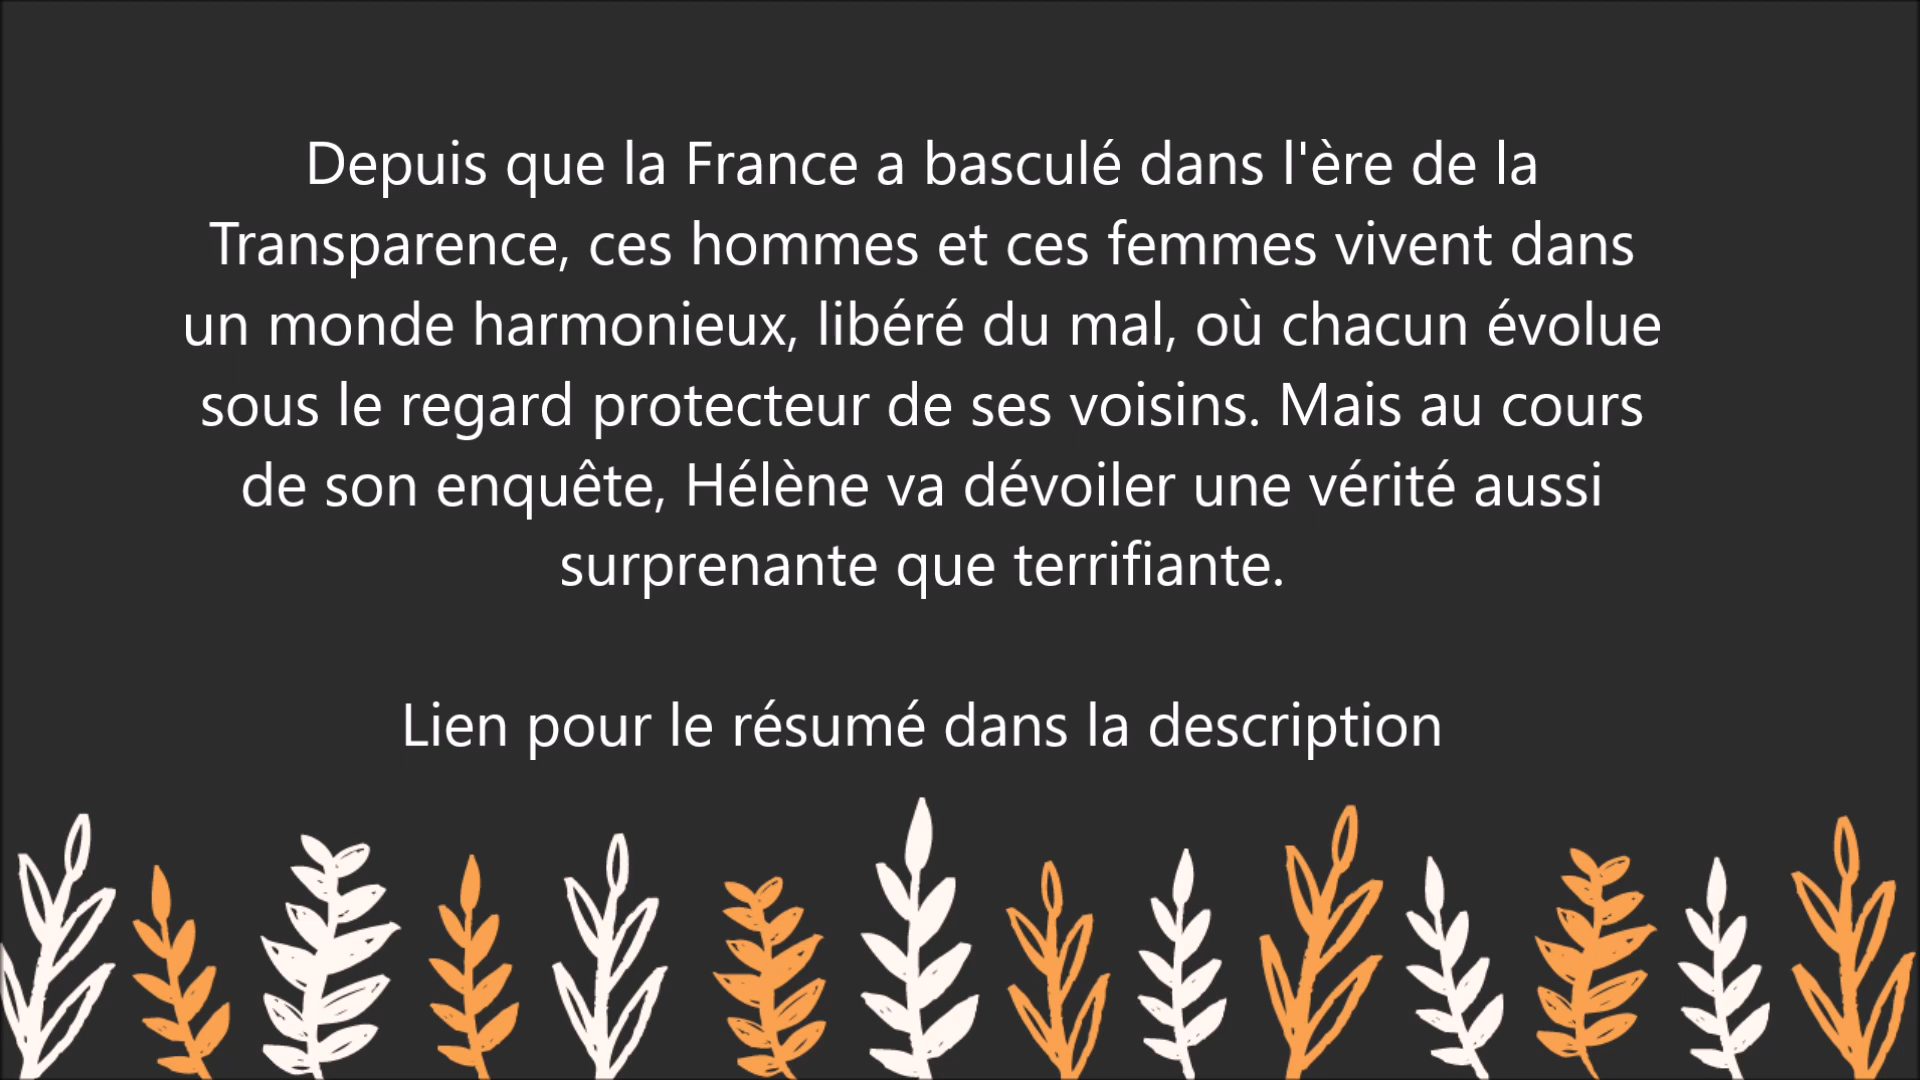 Depuis que la France a basculé dans l'ère de la
Transparence, ces hommes et ces femmes vivent dans
un monde harmonieux, libéré du mal, où chacun évolue
sous le regard protecteur de ses voisins. Mais au cours
de son enquête, Hélène va dévoiler une vérité aussi
surprenante que terrifiante.
Lien pour le résumé dans la description